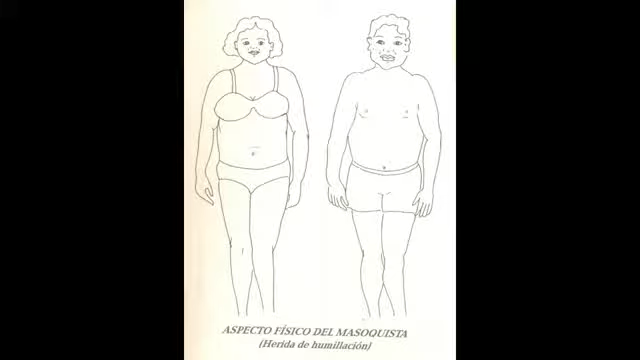 ASPECTO FÍSICO DEL MASOQUISTA
(Herida de humillación)